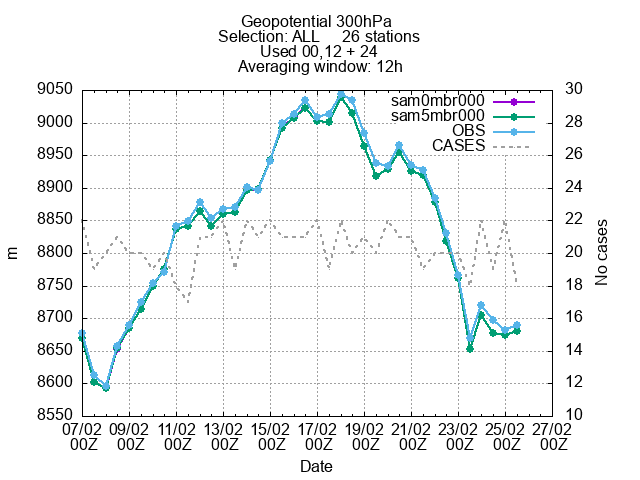 Geopotential 300hPa
Selection: ALL 26 stations
Used 00,12 + 24
Averaging window: 12h
sam0mbr000
sam5mbr000
OBS
CASES
9050
9000
8950
8900
8850
8800
8750
8700
8650
8600
8550
m
30
28
26
24
22
20
18
16
14
12
10
No cases
07/02 09/02 11/02 13/02 15/02 17/02 19/02 21/02 23/02 25/02 27/02
00Z 00Z 00Z 00Z 00Z 00Z 00Z 00Z 00Z 00Z 00Z
Date